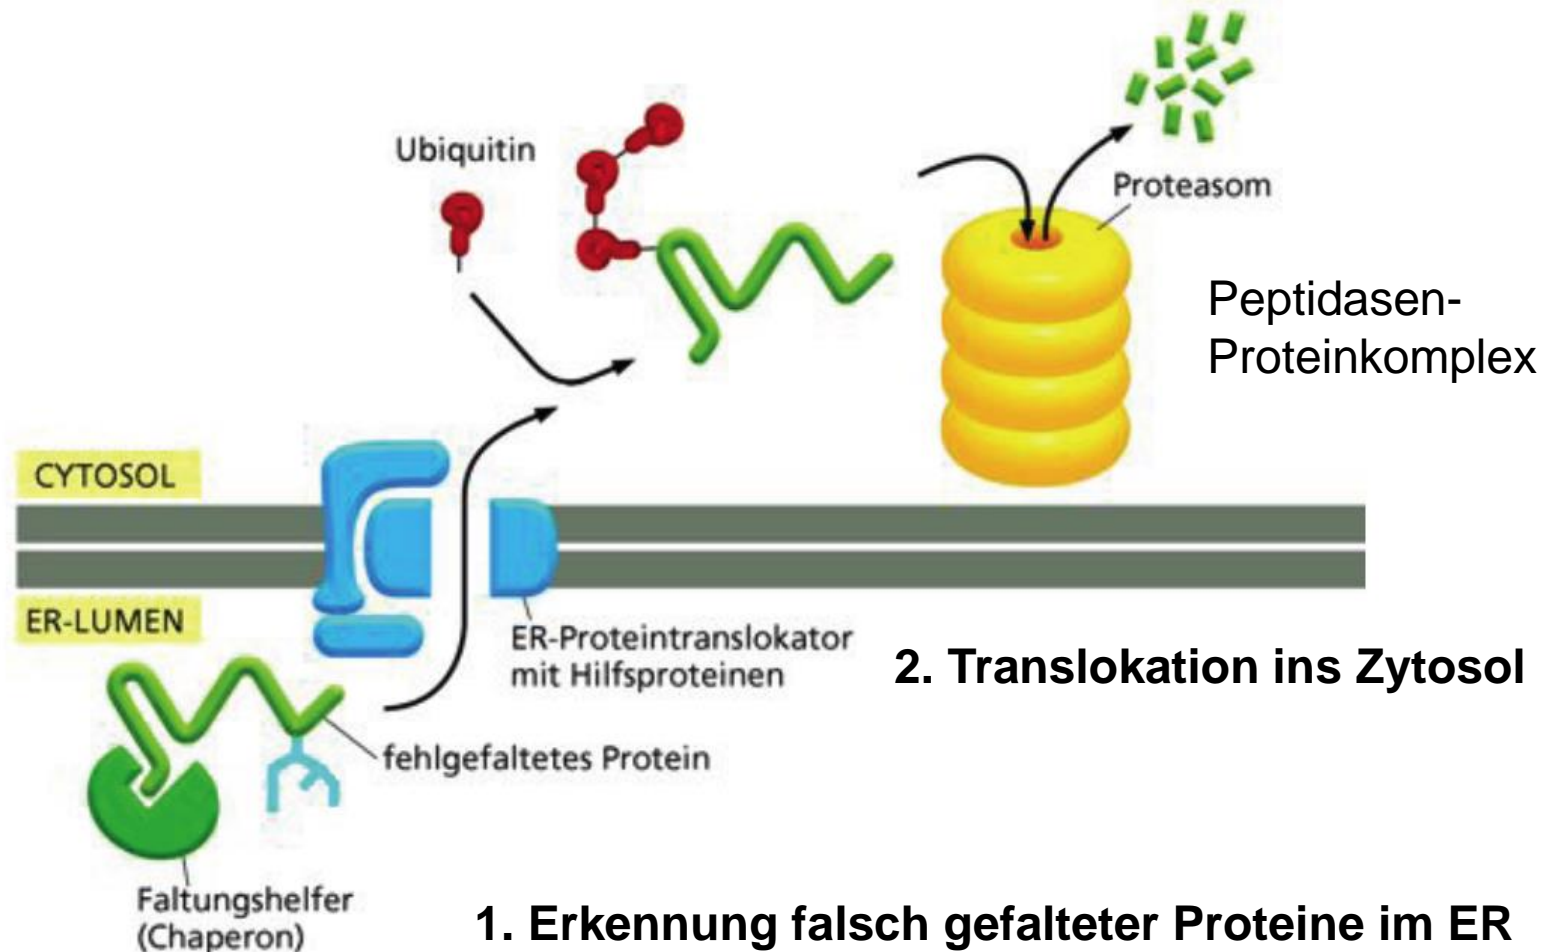 Ubiquitin
Proteasom
Peptidasen-
Proteinkomplex
CYTOSOL
ER-LUMEN
ER-Proteintranslokator
mit Hilfsproteinen
2. Translokation ins Zytosol
fehlgefaltetes Protein
Faltungshelfer
(Chaperon)
1. Erkennung falsch gefalteter Proteine im ER